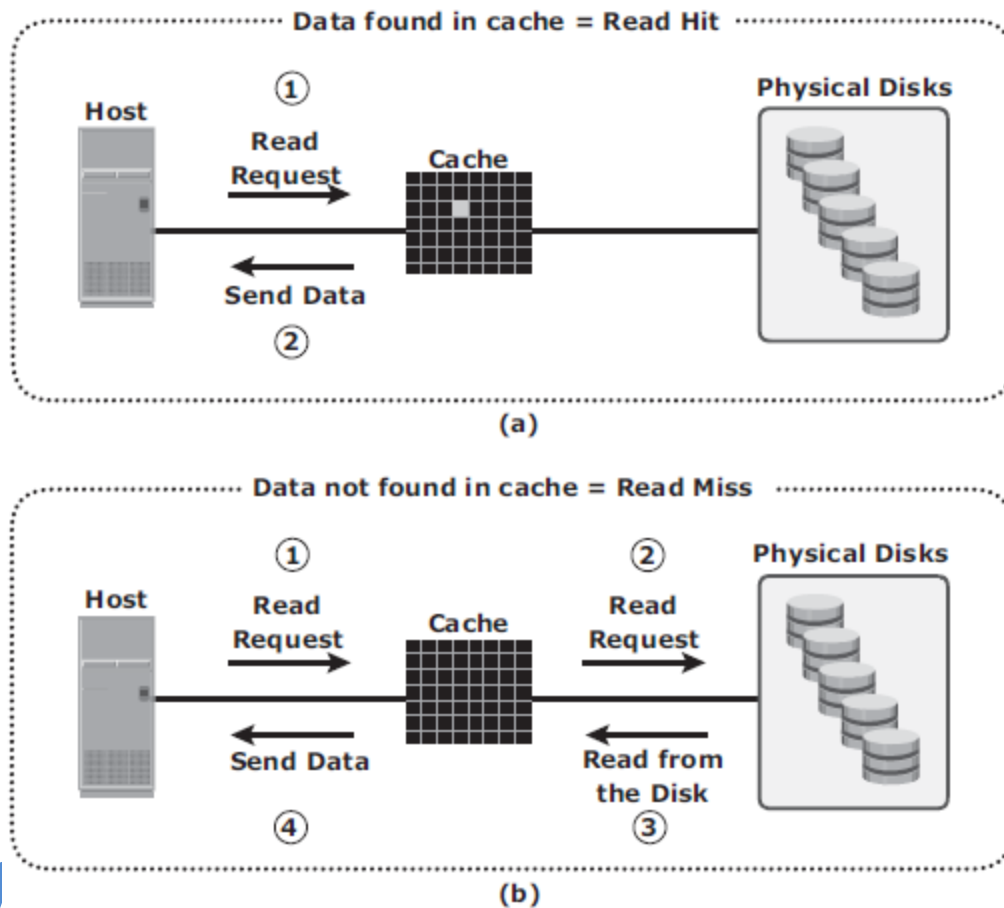 Data found in cache = Read Hit
①
Physical Disks
Host
Read
Request
Cache
Send Data
②
(a)
Data not found in cache = Read Miss
①
②
Physical Disks
Host
Read
Request
Cache
Read
Request
Send Data
Read from
the Disk
④
③
(b)